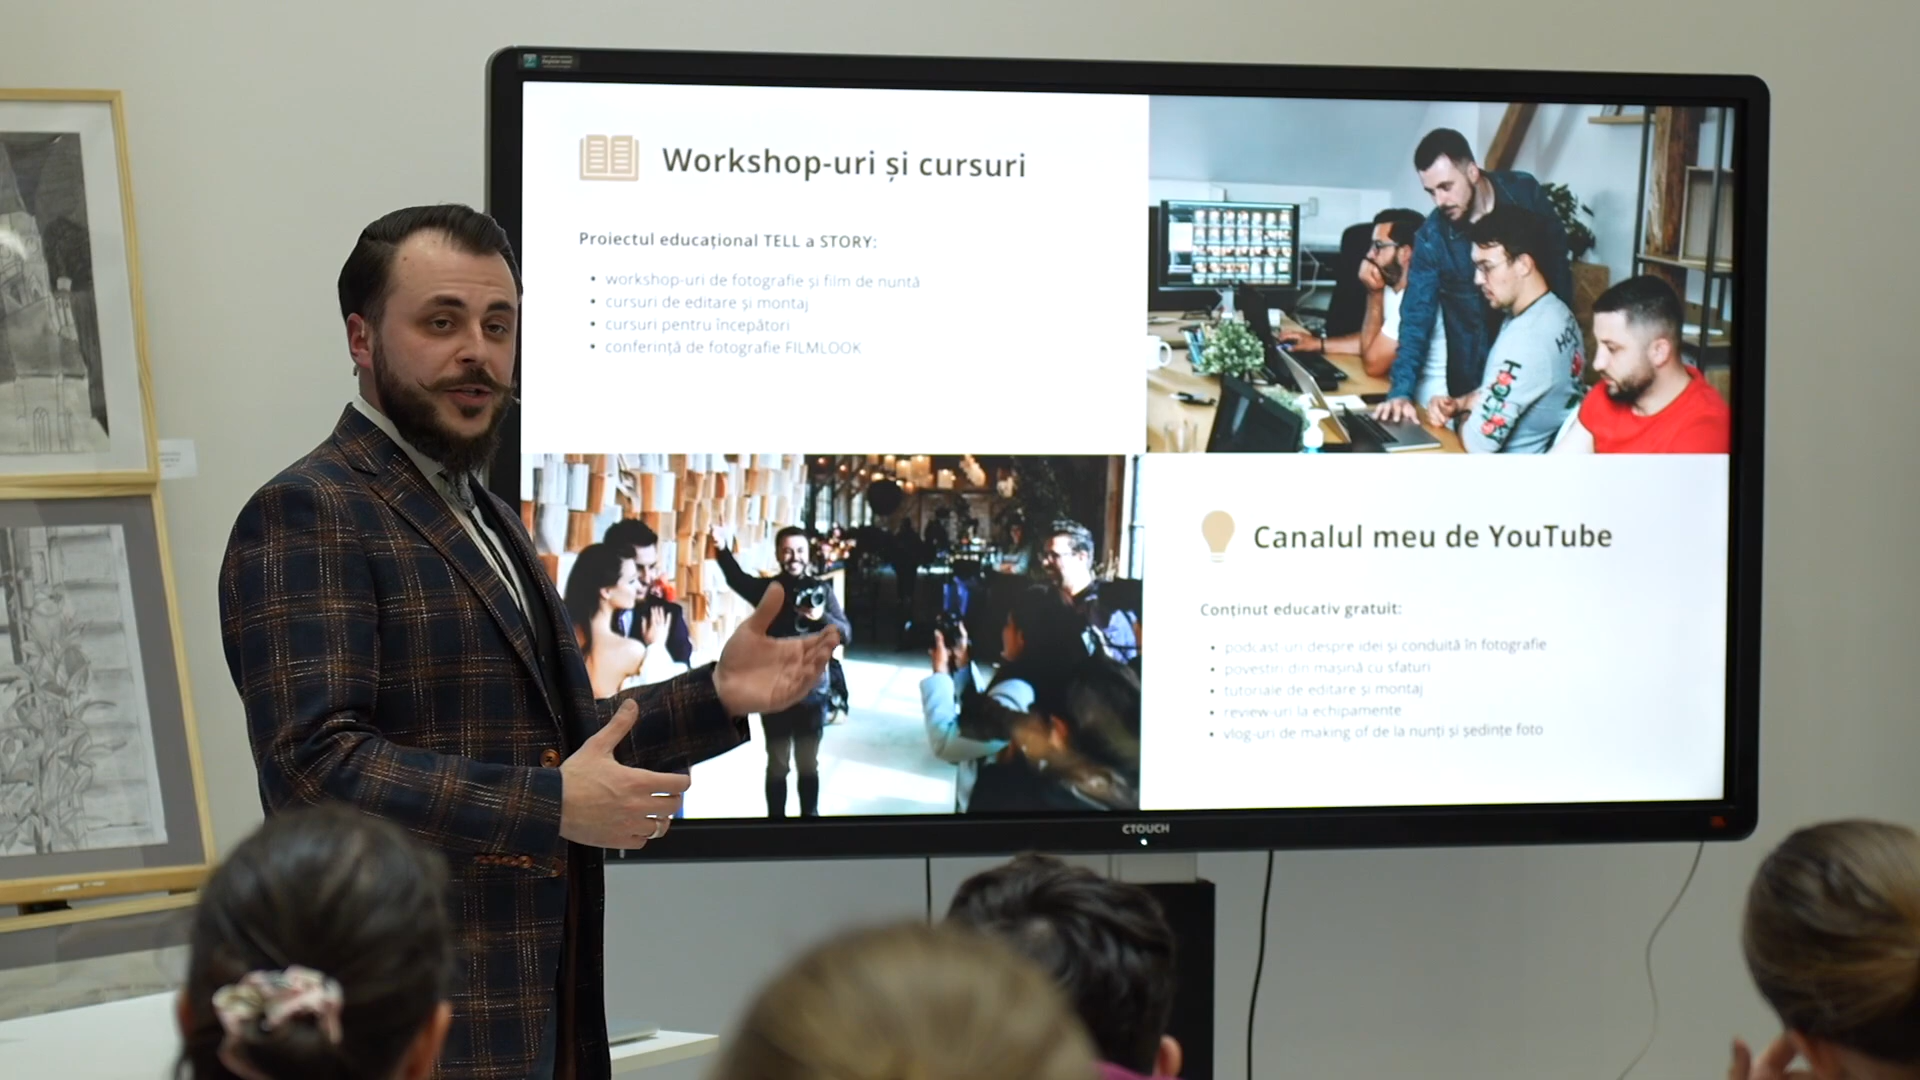 Workshop-uri și cursuri
Proiectul educațional TELL a STORY:
• workshop-uri de fotografie și film de nuntă
• cursuri de editare și montaj
• cursuri pentru începători
• conferință de fotografie FILMLOOK
Canalul meu de YouTube
Conținut educativ gratuit:
• podcast-uri despre idei și conduită în fotografie
• povestiri din mașină cu sfaturi
• tutoriale de editare și montaj
• review-uri la echipamente
• vlog-uri de making of de la nunți și ședințe foto
CTOUCH